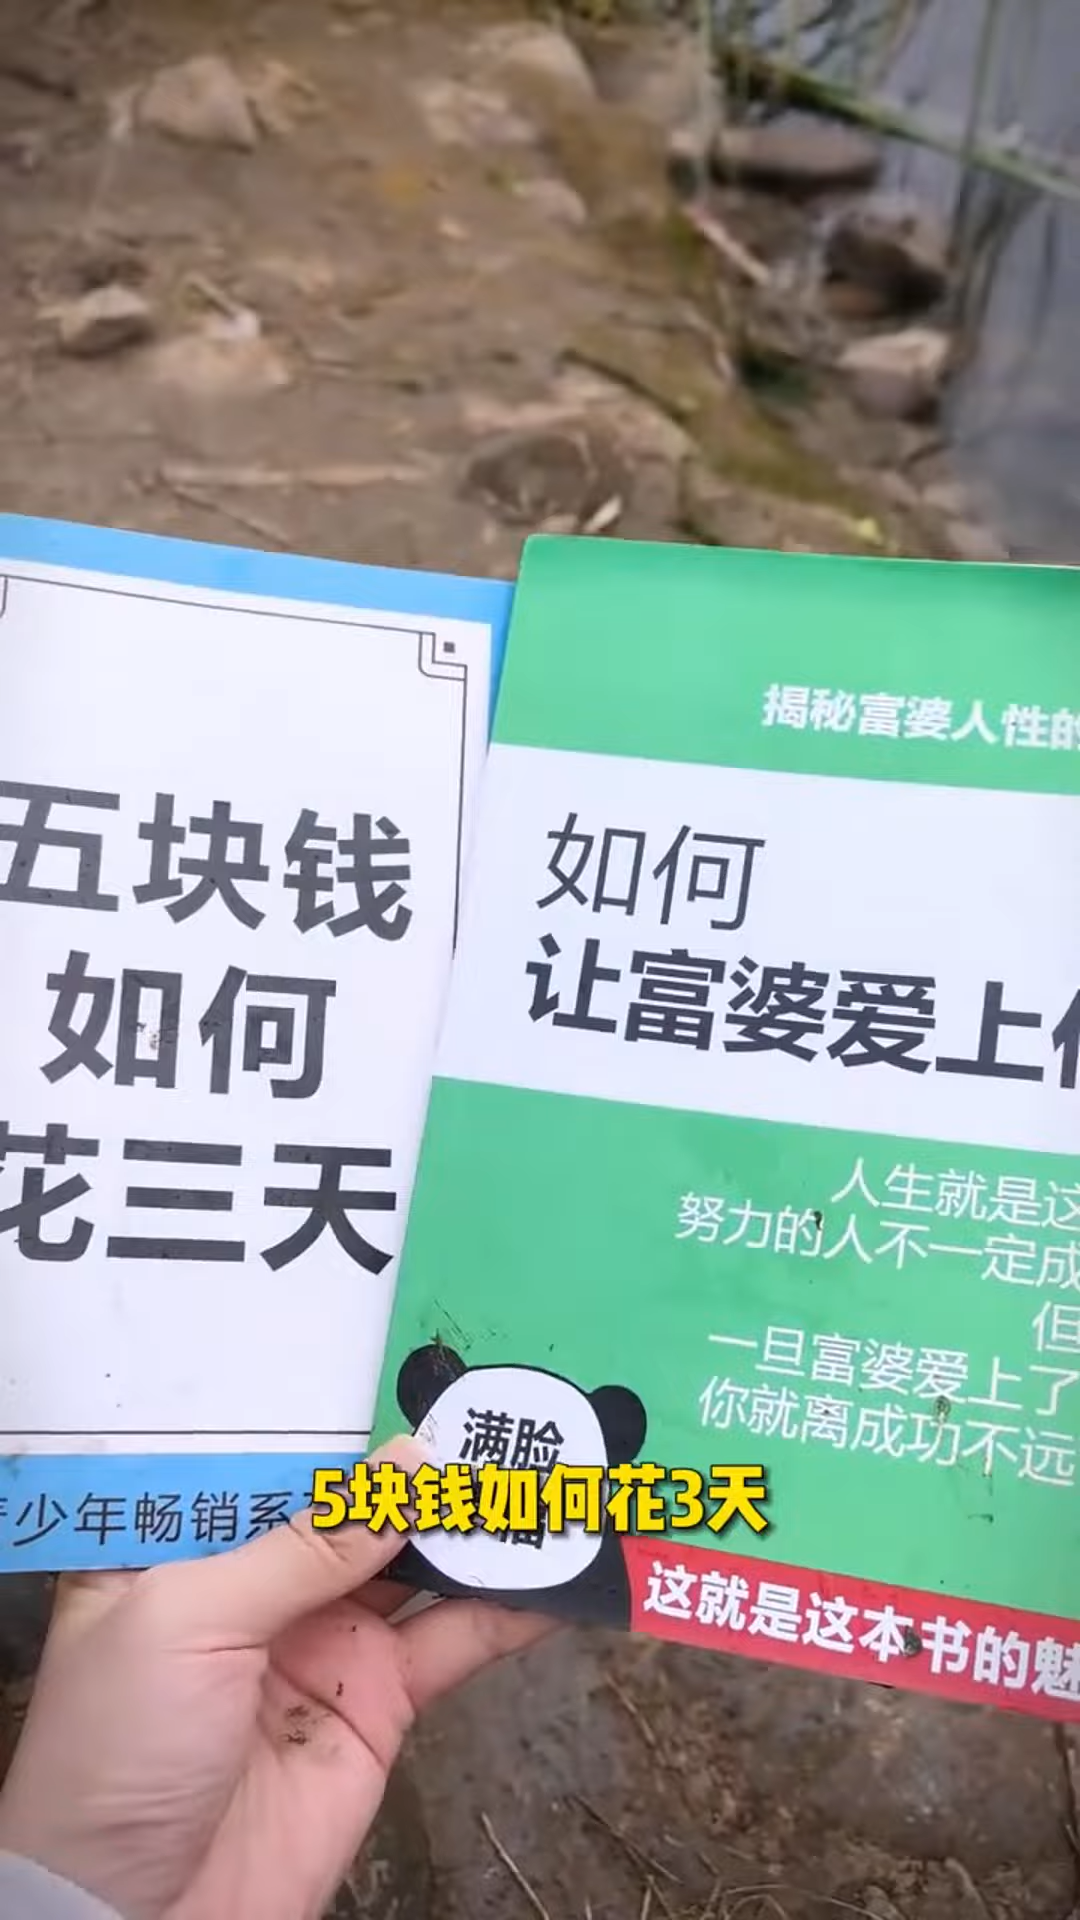 五块钱
如何
花三天
少年畅销系
揭秘富婆人性的
如何
让富婆爱上
人生就是这
努力的人不一定成
但
一旦富婆爱上了
你就离成功不远
满脸
5块钱如何花3天
这就是这本书的魅